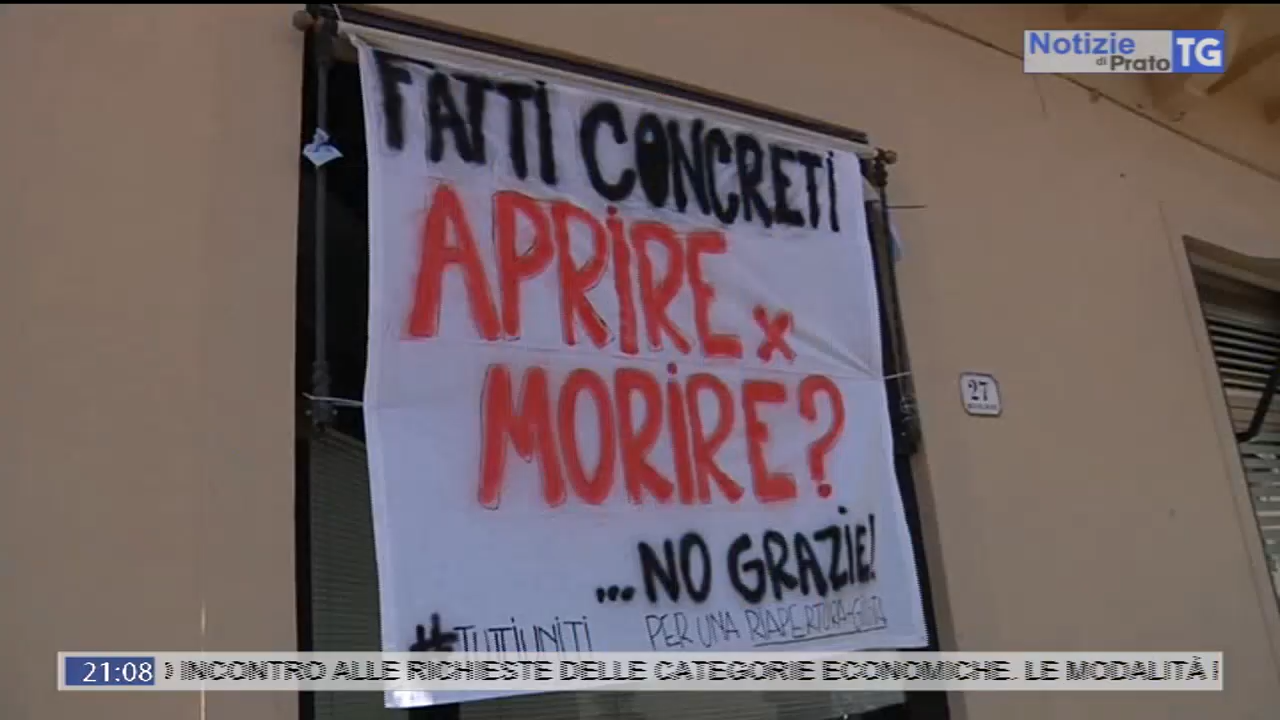 Notizie
di Prato TG
FATTI CONCRETI
APRIRE x
MORIRE?
...NO GRAZIE!
#TUTTIUNITI PER UNA RIAPERTURA GIUSTA
27
21:08 INCONTRO ALLE RICHIESTE DELLE CATEGORIE ECONOMICHE. LE MODALITÀ